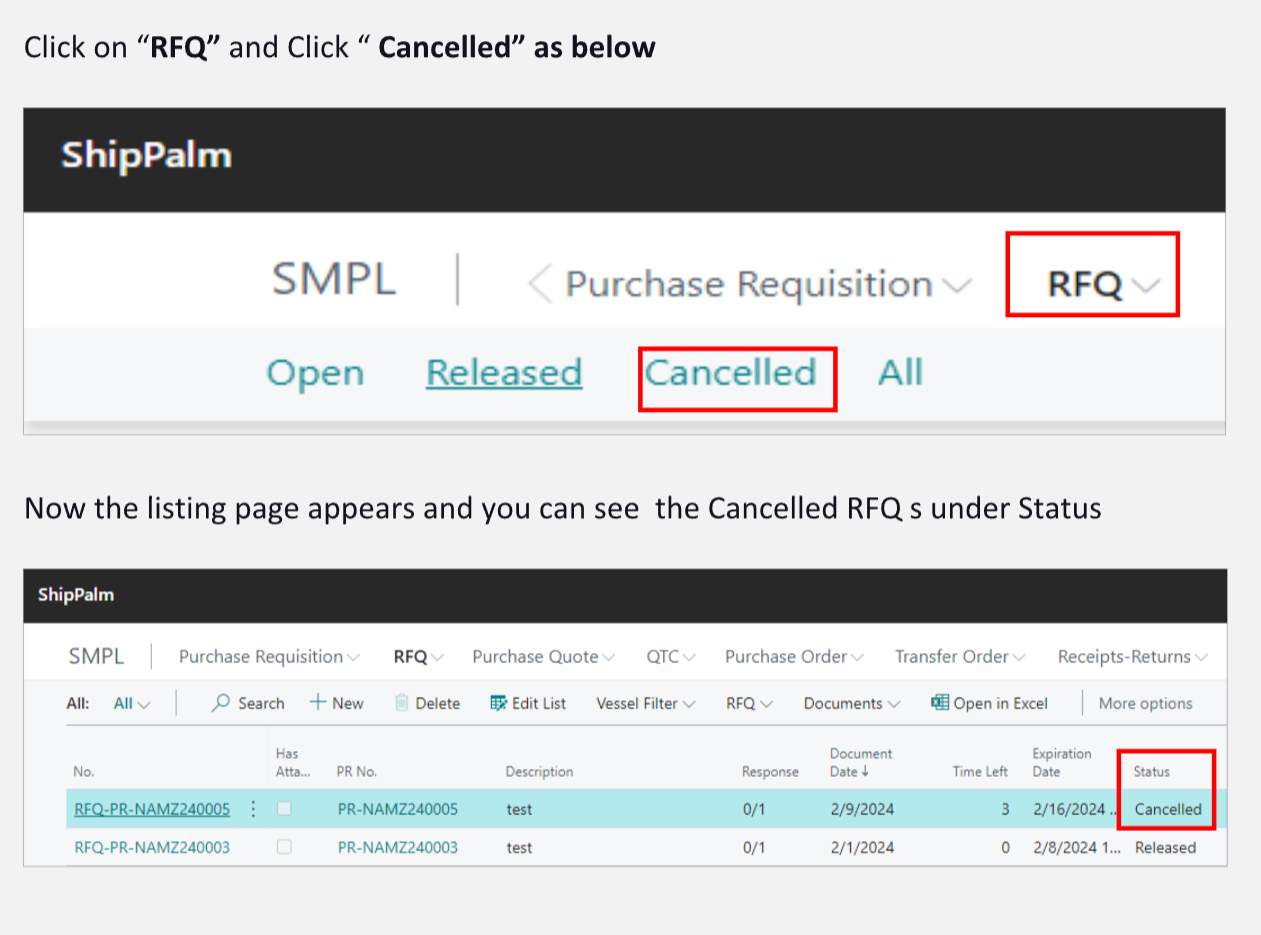 Click on “RFQ” and Click “ Cancelled” as below
ShipPalm
SMPL Purchase Requisition RFQ
Open Released Cancelled All
Now the listing page appears and you can see the Cancelled RFQ s under Status
ShipPalm
SMPL Purchase Requisition RFQ Purchase Quote QTC Purchase Order Transfer Order Receipts-Returns
All: All Search New Delete Edit List Vessel Filter RFQ Documents Open in Excel More options
No. Has Atta... PR No. Description Response Document Date ↓ Time Left Expiration Date Status
RFQ-PR-NAMZ240005 PR-NAMZ240005 test 0/1 2/9/2024 3 2/16/2024 .. Cancelled
RFQ-PR-NAMZ240003 PR-NAMZ240003 test 0/1 2/1/2024 0 2/8/2024 1... Released